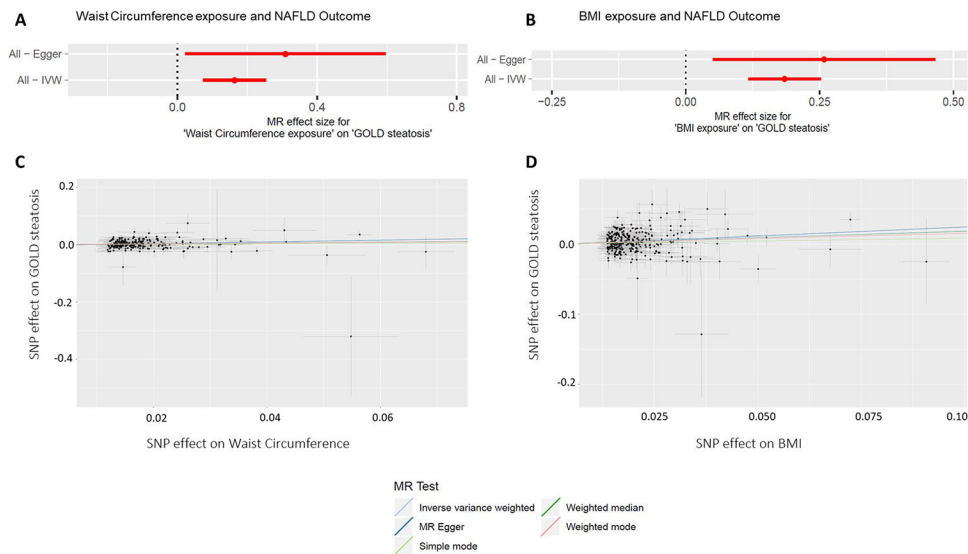 A
Waist Circumference exposure and NAFLD Outcome
All – Egger
All – IVW
0.0
0.4
0.8
MR effect size for
'Waist Circumference exposure' on 'GOLD steatosis'
B
BMI exposure and NAFLD Outcome
All – Egger
All – IVW
−0.25
0.00
0.25
0.50
MR effect size for
'BMI exposure' on 'GOLD steatosis'
C
SNP effect on GOLD steatosis
0.2
0.0
-0.2
-0.4
0.02
0.04
0.06
SNP effect on Waist Circumference
D
SNP effect on GOLD steatosis
0.0
-0.1
-0.2
0.025
0.050
0.075
0.10
SNP effect on BMI
MR Test
Inverse variance weighted
Weighted median
MR Egger
Weighted mode
Simple mode